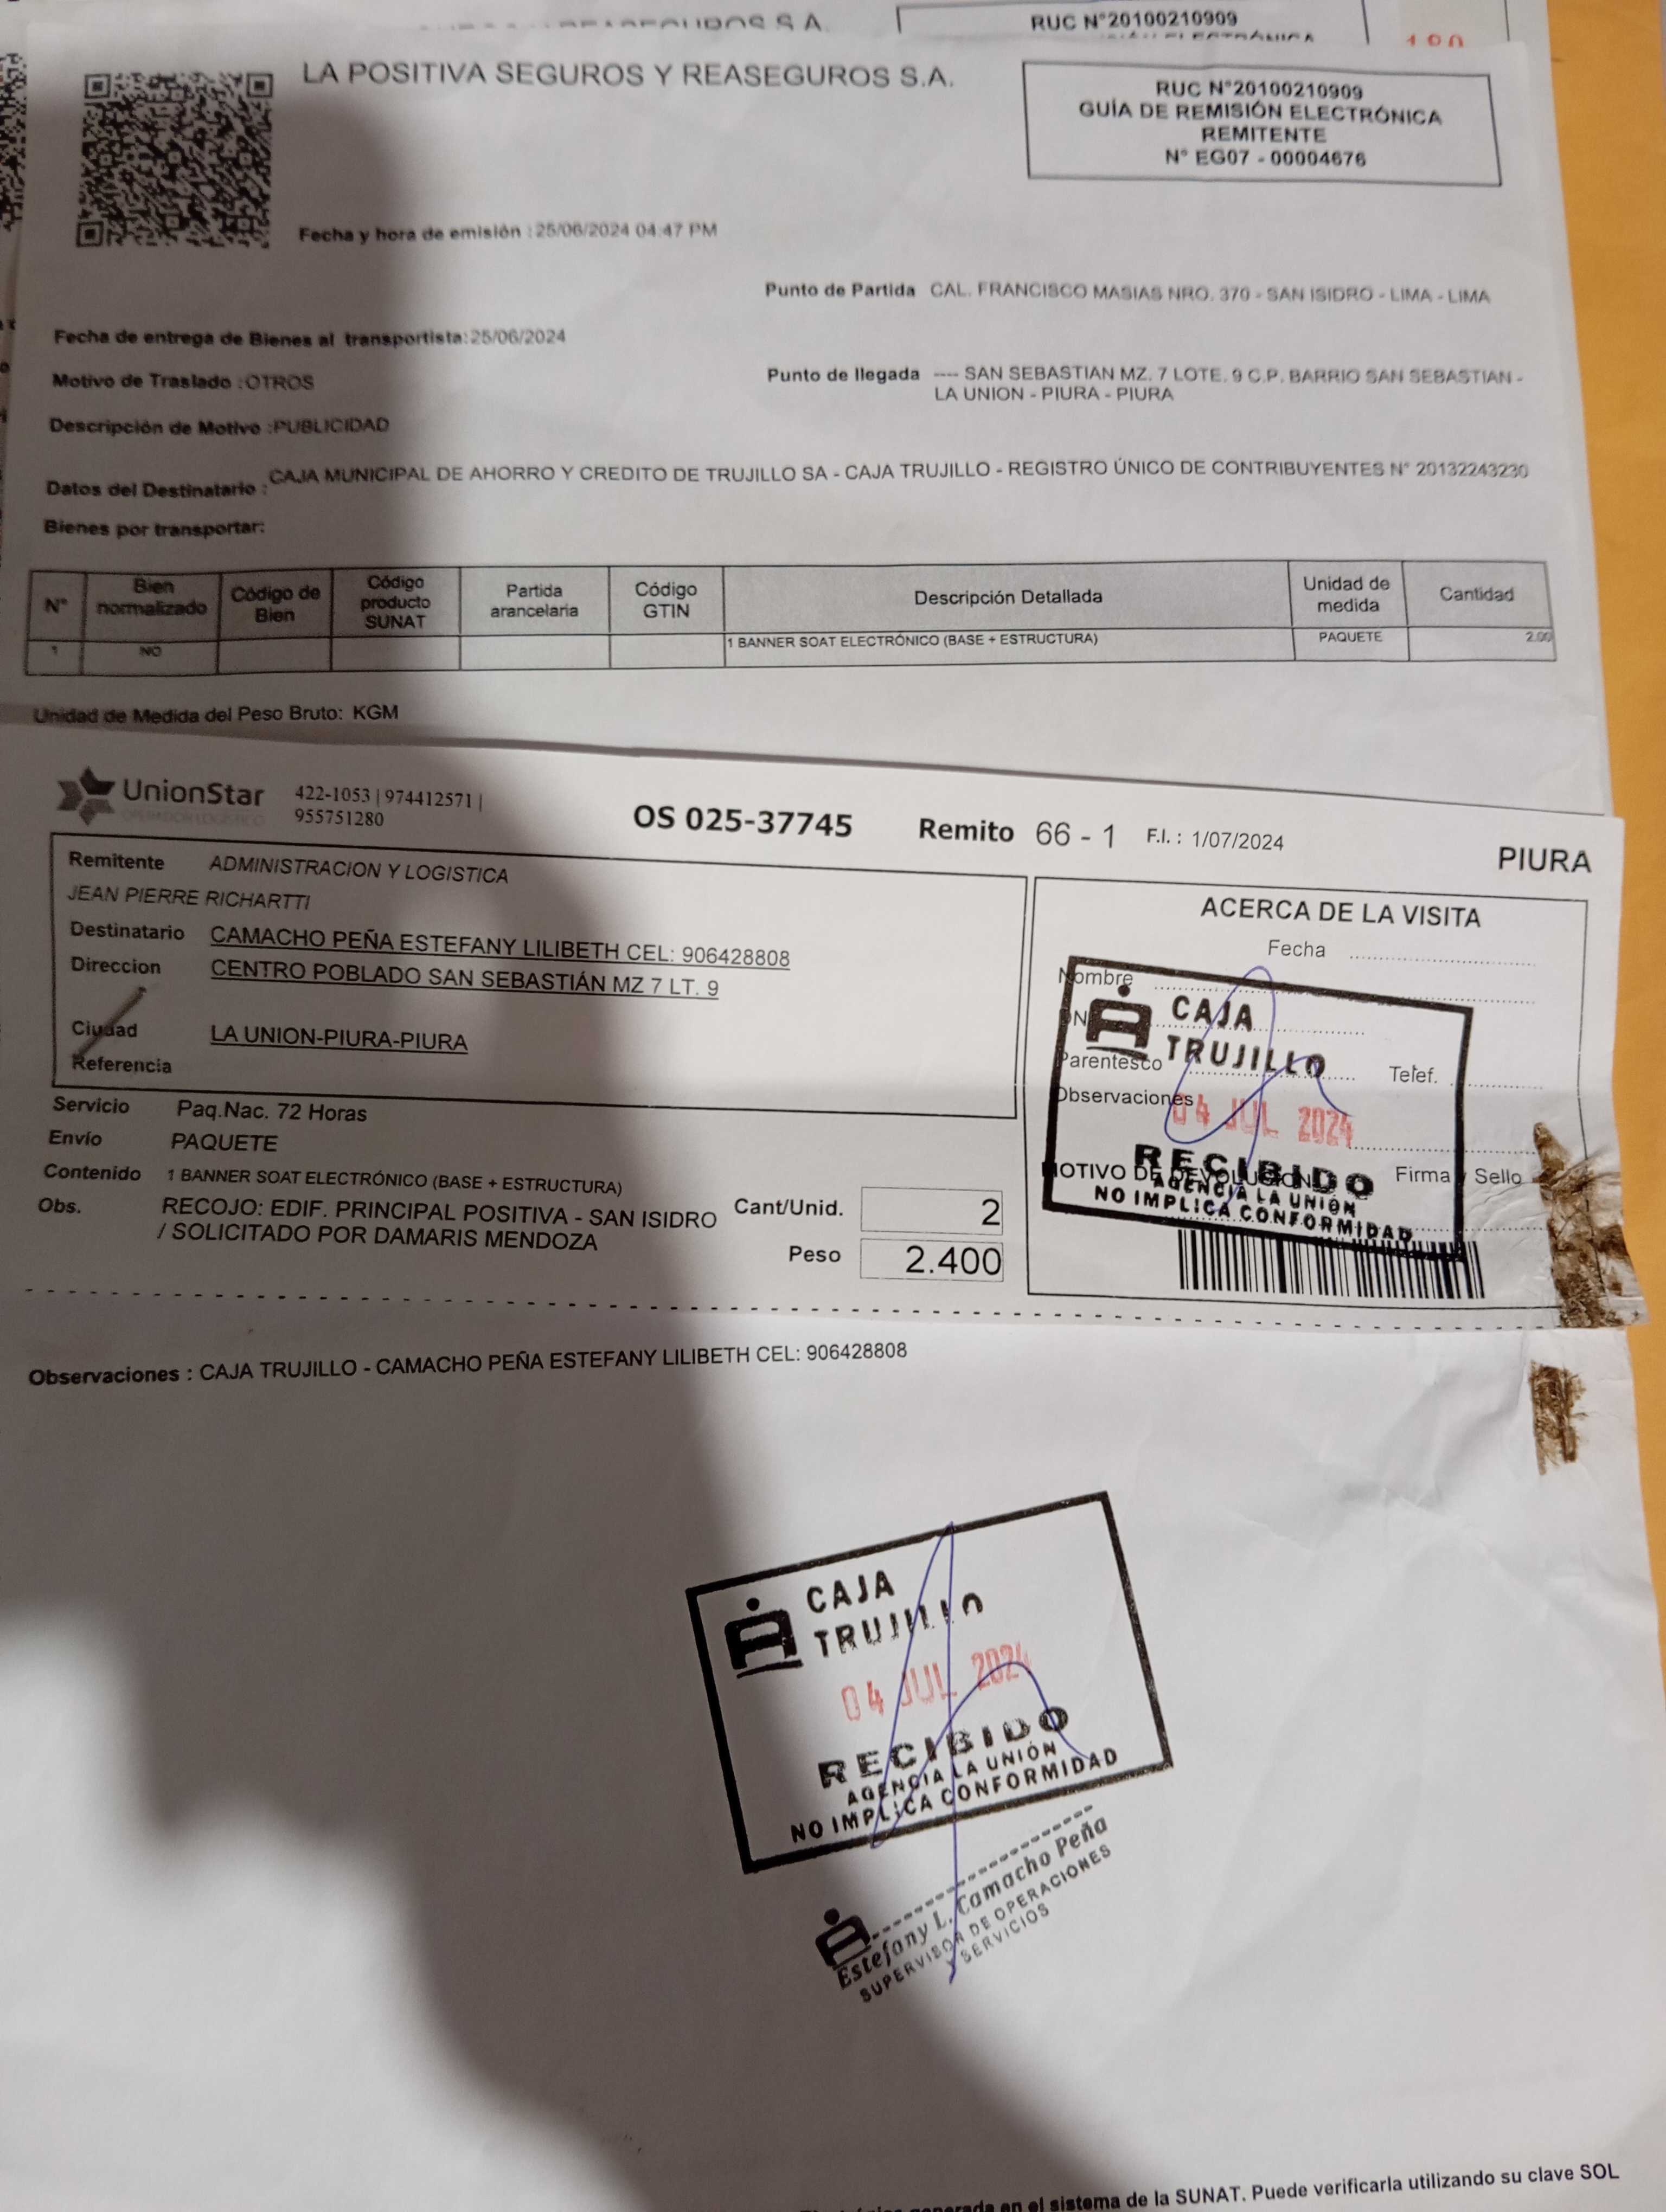 RUC N°20100210909
LA POSITIVA SEGUROS Y REASEGUROS S.A.
RUC N°20100210909
GUÍA DE REMISIÓN ELECTRÓNICA
REMITENTE
N° EG07 - 00004676
Fecha y hora de emisión : 25/06/2024 04:47 PM
Punto de Partida CAL. FRANCISCO MASIAS NRO. 370 - SAN ISIDRO - LIMA - LIMA
Fecha de entrega de Bienes al transportista: 25/06/2024
Motivo de Traslado : OTROS
Punto de llegada ---- SAN SEBASTIAN MZ. 7 LOTE. 9 C.P. BARRIO SAN SEBASTIAN -
LA UNION - PIURA - PIURA
Descripción de Motivo : PUBLICIDAD
Datos del Destinatario : CAJA MUNICIPAL DE AHORRO Y CREDITO DE TRUJILLO SA - CAJA TRUJILLO - REGISTRO ÚNICO DE CONTRIBUYENTES N° 20132243230
Bienes por transportar:
N° Bien normalizado Código de Bien Código producto SUNAT Partida arancelaria Código GTIN Descripción Detallada Unidad de medida Cantidad
1 NO 1 BANNER SOAT ELECTRÓNICO (BASE + ESTRUCTURA) PAQUETE 2.00
Unidad de Medida del Peso Bruto: KGM
UnionStar 422-1053 | 974412571 |
OPERADOR LOGÍSTICO 955751280
OS 025-37745 Remito 66 - 1 F.I. : 1/07/2024 PIURA
Remitente ADMINISTRACION Y LOGISTICA
JEAN PIERRE RICHARTTI
Destinatario CAMACHO PEÑA ESTEFANY LILIBETH CEL: 906428808
Direccion CENTRO POBLADO SAN SEBASTIÁN MZ 7 LT. 9
Ciudad LA UNION-PIURA-PIURA
Referencia
Servicio Paq.Nac. 72 Horas
Envío PAQUETE
Contenido 1 BANNER SOAT ELECTRÓNICO (BASE + ESTRUCTURA)
Obs. RECOJO: EDIF. PRINCIPAL POSITIVA - SAN ISIDRO
/ SOLICITADO POR DAMARIS MENDOZA
Cant/Unid. 2
Peso 2.400
ACERCA DE LA VISITA
Fecha
Nombre
Parentesco Telef.
Observaciones
MOTIVO DE DEVOLUCION Firma y Sello
CAJA
TRUJILLO
04 JUL 2024
RECIBIDO
AGENCIA LA UNIÓN
NO IMPLICA CONFORMIDAD
Observaciones : CAJA TRUJILLO - CAMACHO PEÑA ESTEFANY LILIBETH CEL: 906428808
CAJA
TRUJILLO
04 JUL 2024
RECIBIDO
AGENCIA LA UNIÓN
NO IMPLICA CONFORMIDAD
Estefany L. Camacho Peña
SUPERVISOR DE OPERACIONES
Y SERVICIOS
generada en el sistema de la SUNAT. Puede verificarla utilizando su clave SOL